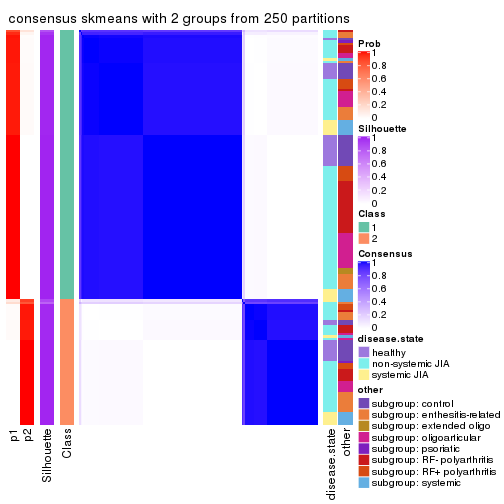 consensus skmeans with 2 groups from 250 partitions
Prob
1
0.8
0.6
0.4
0.2
0
Silhouette
1
0.8
0.6
0.4
0.2
0
Class
1
2
Consensus
1
0.8
0.6
0.4
0.2
0
disease.state
healthy
non-systemic JIA
systemic JIA
other
subgroup: control
subgroup: enthesitis-related
subgroup: extended oligo
subgroup: oligoarticular
subgroup: psoriatic
subgroup: RF- polyarthritis
subgroup: RF+ polyarthritis
subgroup: systemic
p1
p2
Silhouette
Class
disease.state
other